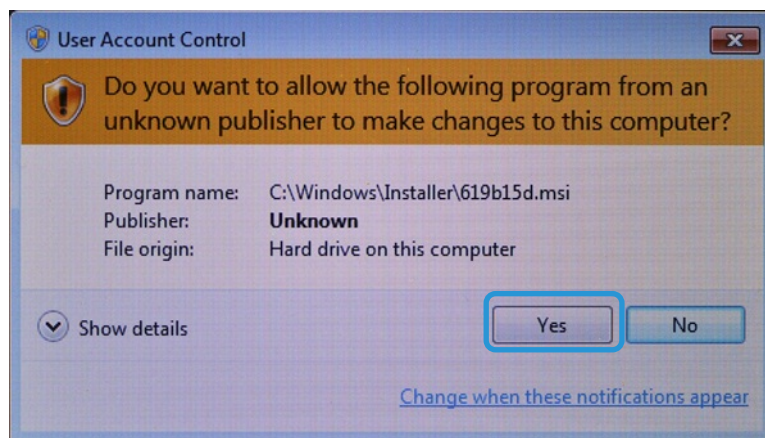 User Account Control
Do you want to allow the following program from an
unknown publisher to make changes to this computer?
Program name: C:\Windows\Installer\619b15d.msi
Publisher: Unknown
File origin: Hard drive on this computer
Show details
Yes No
Change when these notifications appear